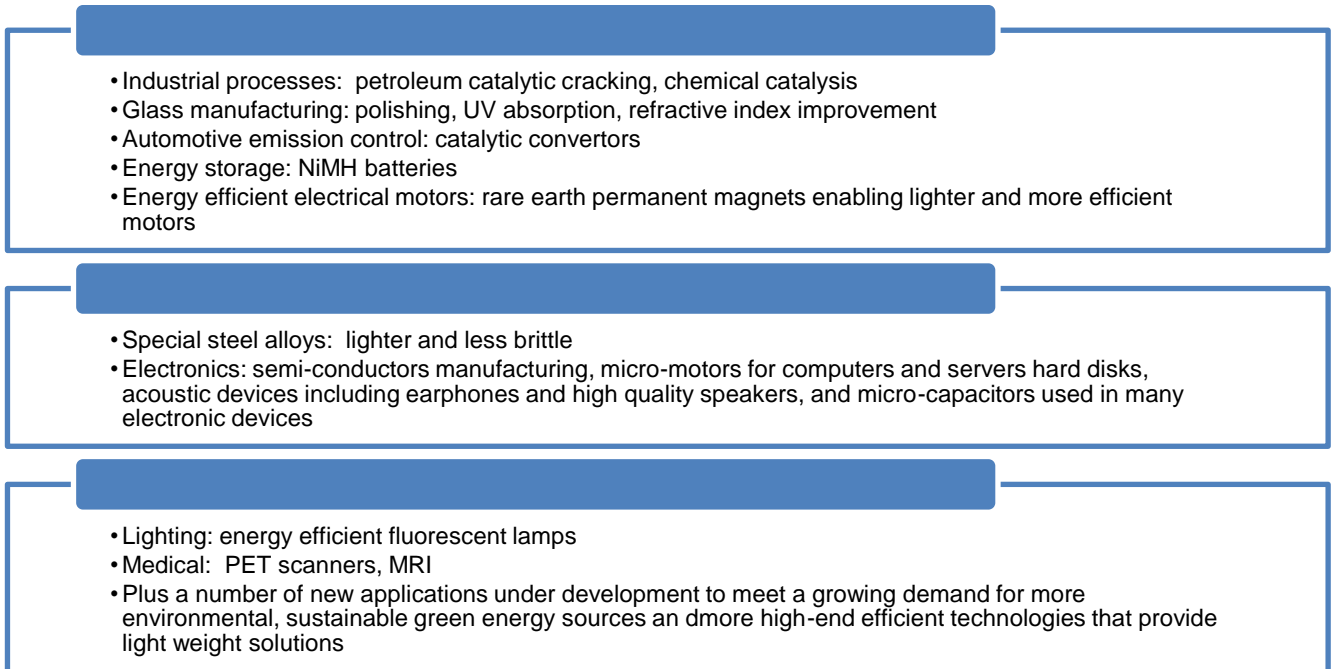 •Industrial processes:  petroleum catalytic cracking, chemical catalysis
•Glass manufacturing: polishing, UV absorption, refractive index improvement
•Automotive emission control: catalytic convertors
•Energy storage: NiMH batteries
•Energy efficient electrical motors: rare earth permanent magnets enabling lighter and more efficient
motors
•Special steel alloys:  lighter and less brittle
•Electronics: semi-conductors manufacturing, micro-motors for computers and servers hard disks,
acoustic devices including earphones and high quality speakers, and micro-capacitors used in many
electronic devices
•Lighting: energy efficient fluorescent lamps
•Medical:  PET scanners, MRI
•Plus a number of new applications under development to meet a growing demand for more
environmental, sustainable green energy sources an dmore high-end efficient technologies that provide
light weight solutions